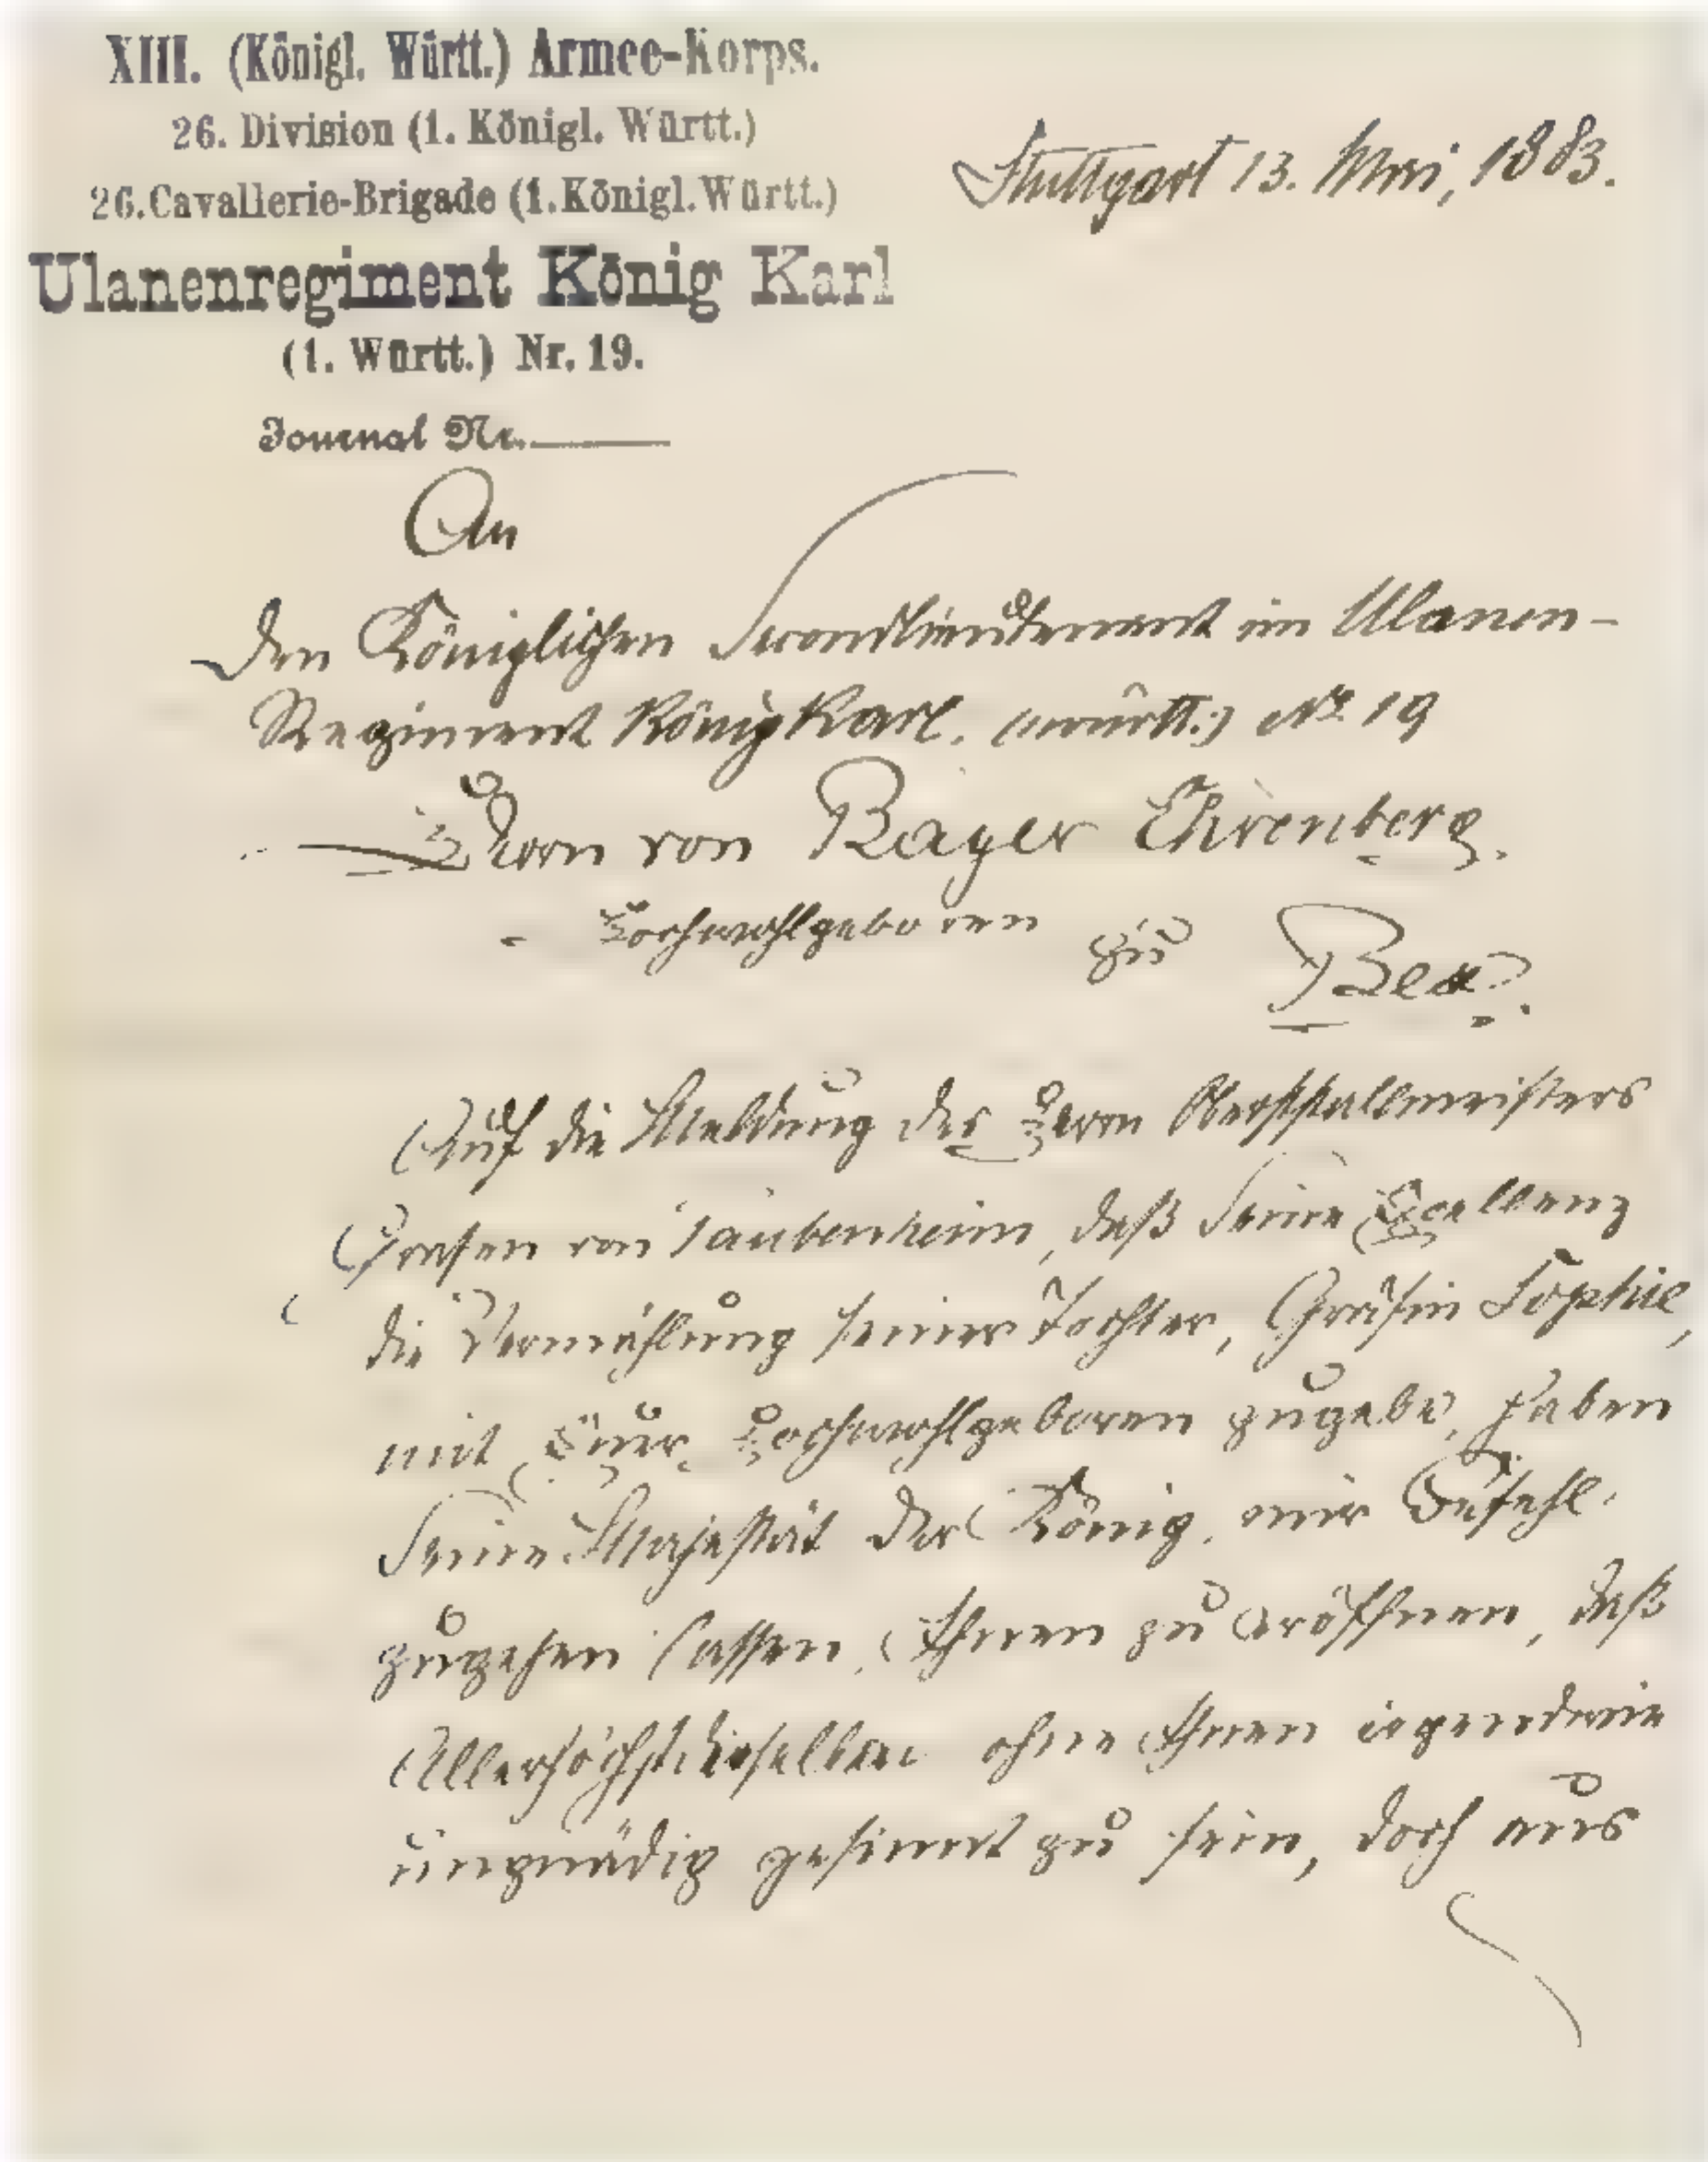 XIII. (Königl. Württ.) Armee-Korps.
26. Division (1. Königl. Württ.)
26. Cavallerie-Brigade (1. Königl. Württ.)
Ulanenregiment König Karl
(1. Württ.) Nr. 19.
Journal Nr.
Stuttgart 13. Mai, 1883.
An
den Königlichen Secondlieutenant im Ulanen-
Regiment König Karl. (württ.) No 19
Herrn von Bayer Ehrenberg.
Hochwohlgeboren zu Bex.
Auf die Meldung des Herrn Oberststallmeisters
Grafen von Taubenheim, daß Seine Excellenz
die Vermählung seiner Tochter, Gräfin Sophie,
mit Euer Hochwohlgeboren zugebe, haben
Seine Majestät der König, mir Befehl
zugehen lassen, Ihnen zu eröffnen, daß
Allerhöchstdieselben ohne Ihnen irgendwie
ungnädig gesinnt zu sein, doch aus